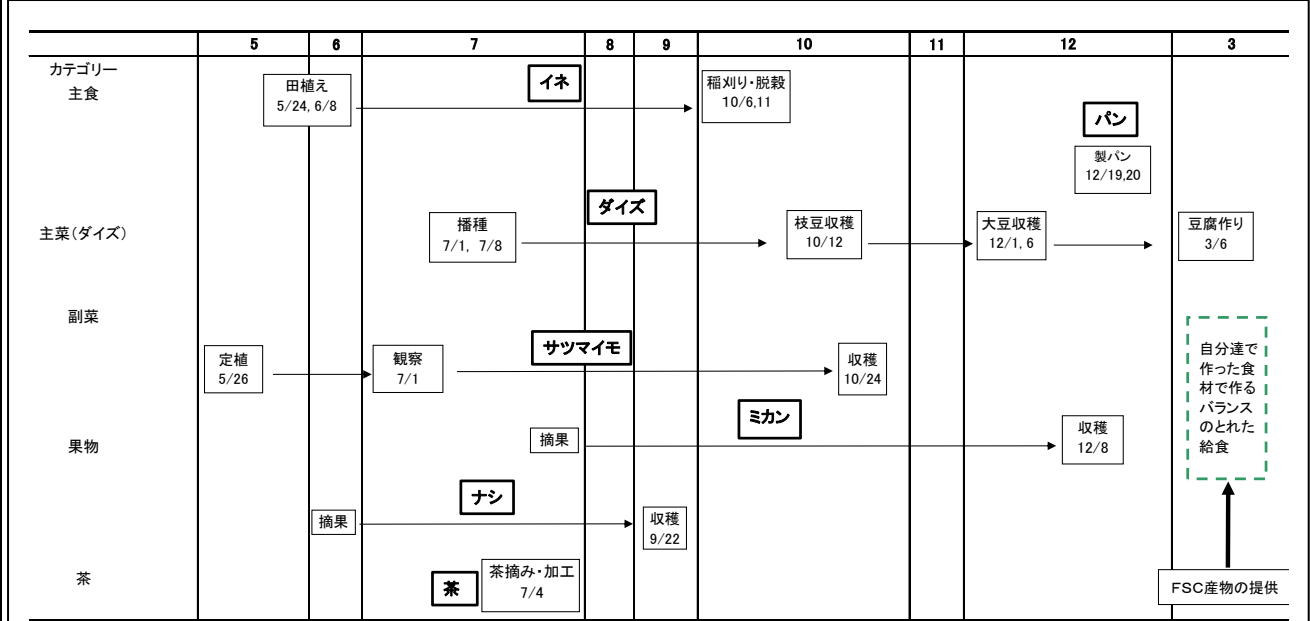 5 6 7 8 9 10 11 12 3
カテゴリー
主食
田植え
5/24, 6/8
イネ
稲刈り・脱穀
10/6,11
パン
製パン
12/19,20
主菜(ダイズ)
播種
7/1, 7/8
ダイズ
枝豆収穫
10/12
大豆収穫
12/1, 6
豆腐作り
3/6
副菜
定植
5/26
観察
7/1
サツマイモ
収穫
10/24
自分達で
作った食
材で作る
バランス
のとれた
給食
果物
摘果
ミカン
収穫
12/8
摘果
ナシ
収穫
9/22
茶
茶
茶摘み・加工
7/4
FSC産物の提供